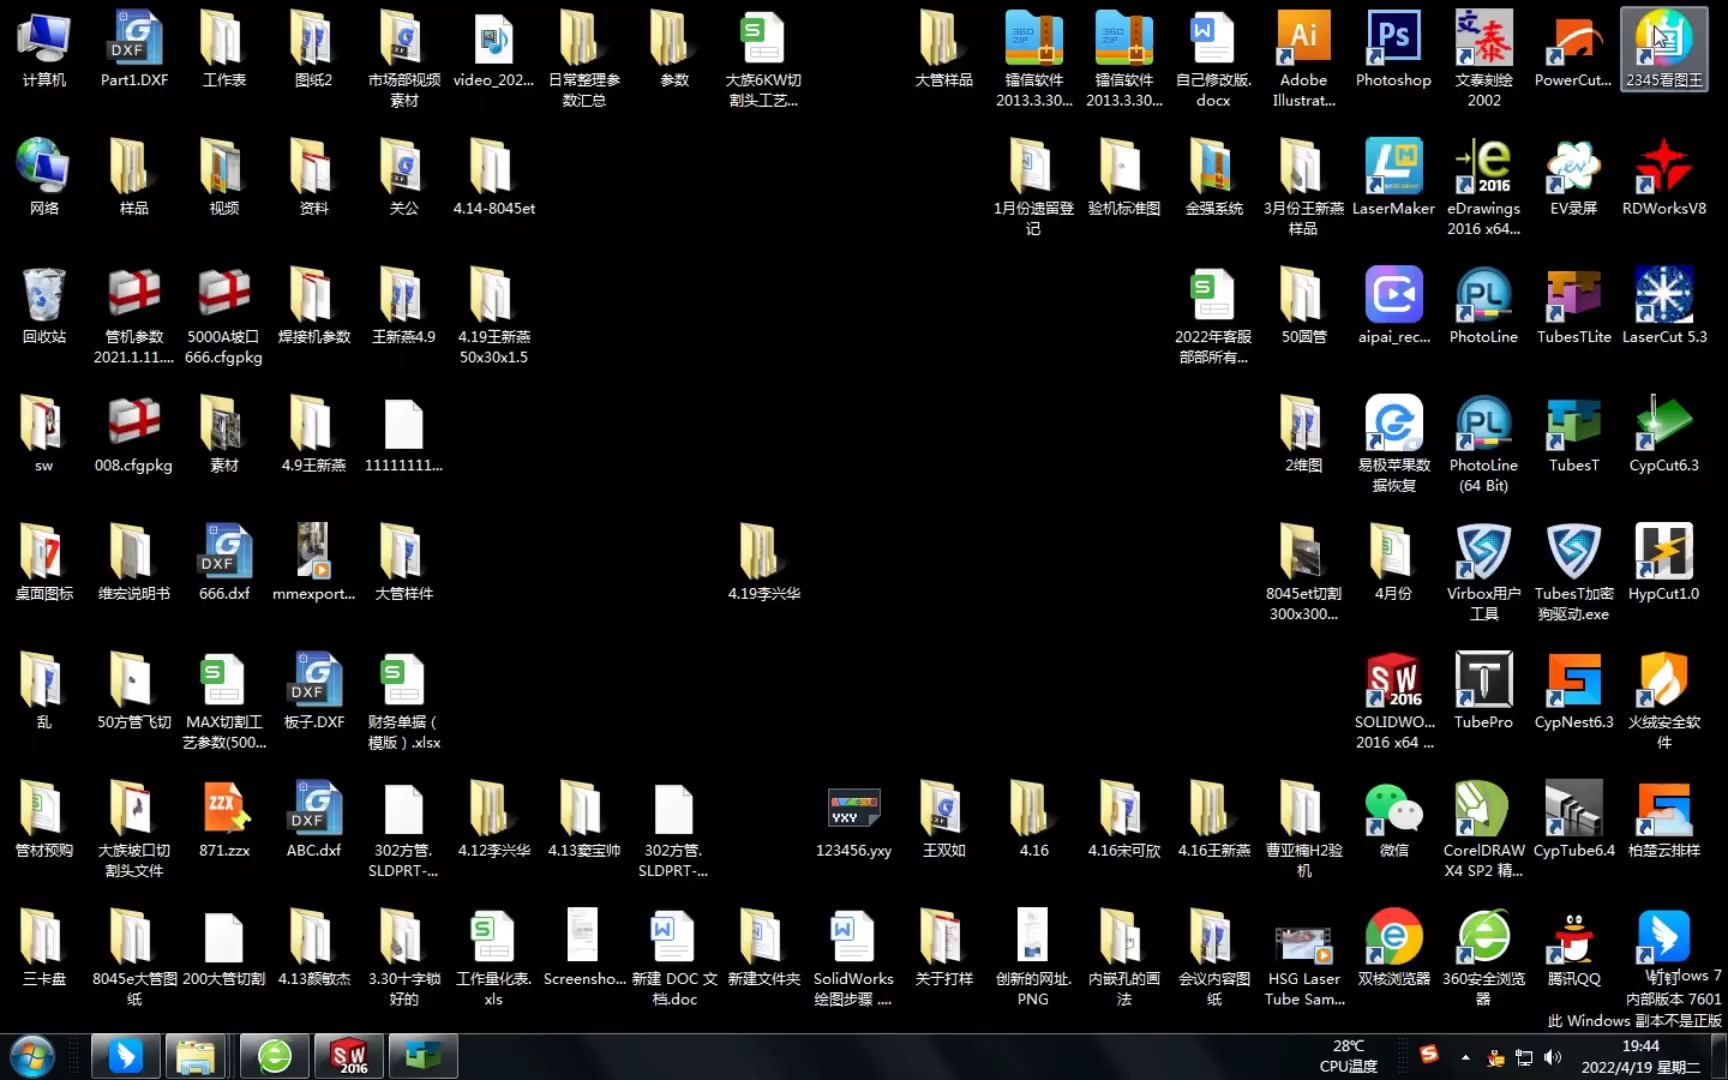 计算机
Part1.DXF
工作表
图纸2
市场部视频
素材
video_202...
日常整理参
数汇总
参数
大族6KW切
割头工艺...
大管样品
镭信软件
2013.3.30...
镭信软件
2013.3.30...
自己修改版.
docx
Adobe
Illustrat...
Photoshop
文泰刻绘
2002
PowerCut...
2345看图王
网络
样品
视频
资料
关公
4.14-8045et
1月份遗留登
记
验机标准图
金强系统
3月份王新燕
样品
LaserMaker
eDrawings
2016 x64...
EV录屏
RDWorksV8
回收站
管机参数
2021.1.11....
5000A坡口
666.cfgpkg
焊接机参数
王新燕4.9
4.19王新燕
50x30x1.5
2022年客服
部部所有...
50圆管
aipai_rec...
PhotoLine
TubesTLite
LaserCut 5.3
sw
008.cfgpkg
素材
4.9王新燕
11111111...
2维图
易极苹果数
据恢复
PhotoLine
(64 Bit)
TubesT
CypCut6.3
桌面图标
维宏说明书
666.dxf
mmexport...
大管样件
4.19李兴华
8045et切割
300x300...
4月份
Virbox用户
工具
TubesT加密
狗驱动.exe
HypCut1.0
乱
50方管飞切
MAX切割工
艺参数(500...
板子.DXF
财务单据（
模版）.xlsx
SOLIDWO...
2016 x64 ...
TubePro
CypNest6.3
火绒安全软
件
管材预购
大族坡口切
割头文件
871.zzx
ABC.dxf
302方管.
SLDPRT-...
4.12李兴华
4.13窦宝帅
302方管.
SLDPRT-...
123456.yxy
王双如
4.16
4.16宋可欣
4.16王新燕
曹亚楠H2验
机
微信
CorelDRAW
X4 SP2 精...
CypTube6.4
柏楚云排样
三卡盘
8045e大管图
纸
200大管切割
4.13颜敏杰
3.30十字锁
好的
工作量化表.
xls
Screensho...
新建 DOC 文
档.doc
新建文件夹
SolidWorks
绘图步骤 ....
关于打样
创新的网址.
PNG
内嵌孔的画
法
会议内容图
纸
HSG Laser
Tube Sam...
双核浏览器
360安全浏览
器
腾讯QQ
钉钉
Windows 7
内部版本 7601
此 Windows 副本不是正版
28℃
CPU温度
19:44
2022/4/19 星期二